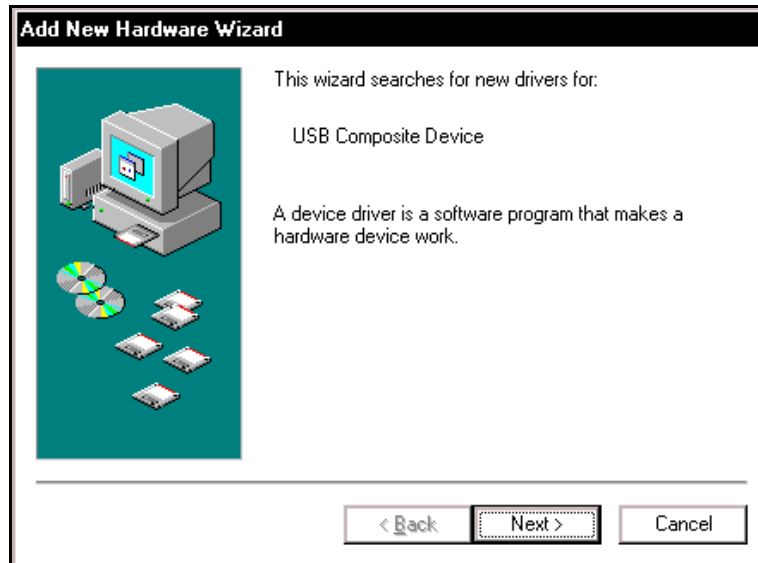 Add New Hardware Wizard
This wizard searches for new drivers for:
USB Composite Device
A device driver is a software program that makes a
hardware device work.
< Back
Next >
Cancel